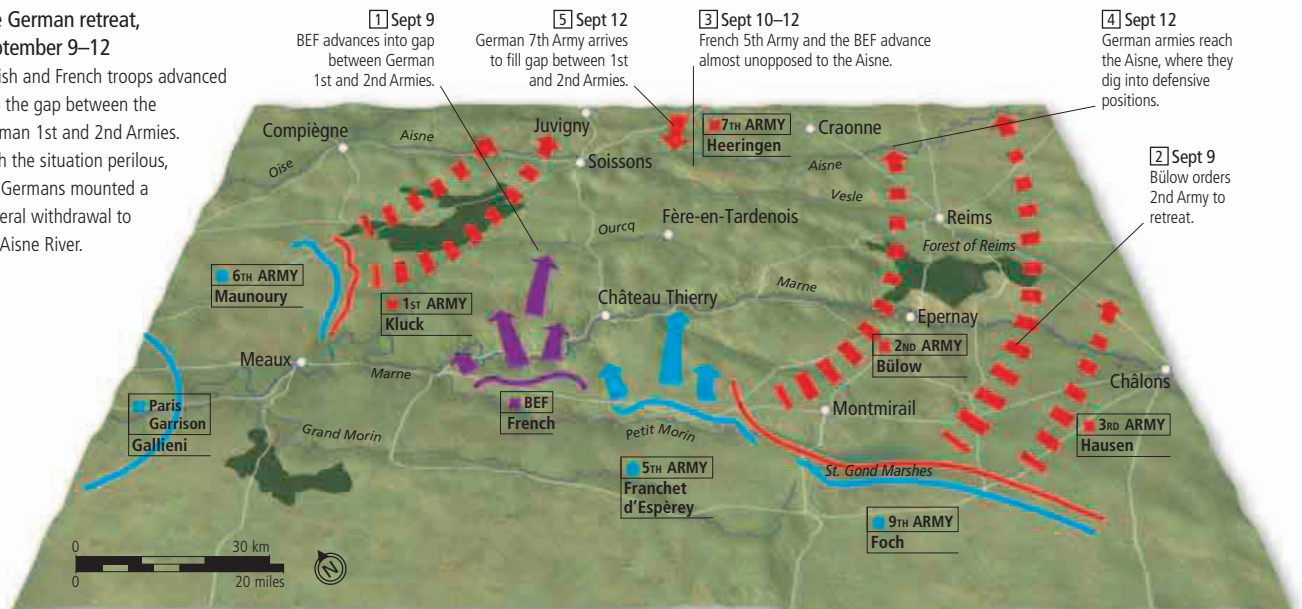 German retreat,
September 9–12
and French troops advanced
the gap between the
German 1st and 2nd Armies.
the situation perilous,
Germans mounted a
withdrawal to
Aisne River.
1 Sept 9
BEF advances into gap
between German
1st and 2nd Armies.
5 Sept 12
German 7th Army arrives
to fill gap between 1st
and 2nd Armies.
3 Sept 10–12
French 5th Army and the BEF advance
almost unopposed to the Aisne.
4 Sept 12
German armies reach
the Aisne, where they
dig into defensive
positions.
2 Sept 9
Bülow orders
2nd Army to
retreat.
Compiègne
Aisne
Oise
Juvigny
Soissons
7TH ARMY
Heeringen
Craonne
Aisne
Vesle
Reims
Forest of Reims
Ourcq
Fère-en-Tardenois
Marne
6TH ARMY
Maunoury
1ST ARMY
Kluck
Château Thierry
Epernay
2ND ARMY
Bülow
Châlons
Meaux
Marne
BEF
French
Paris
Garrison
Gallieni
Grand Morin
Petit Morin
Montmirail
3RD ARMY
Hausen
5TH ARMY
Franchet
d'Espèrey
St. Gond Marshes
9TH ARMY
Foch
0 30 km
0 20 miles
N